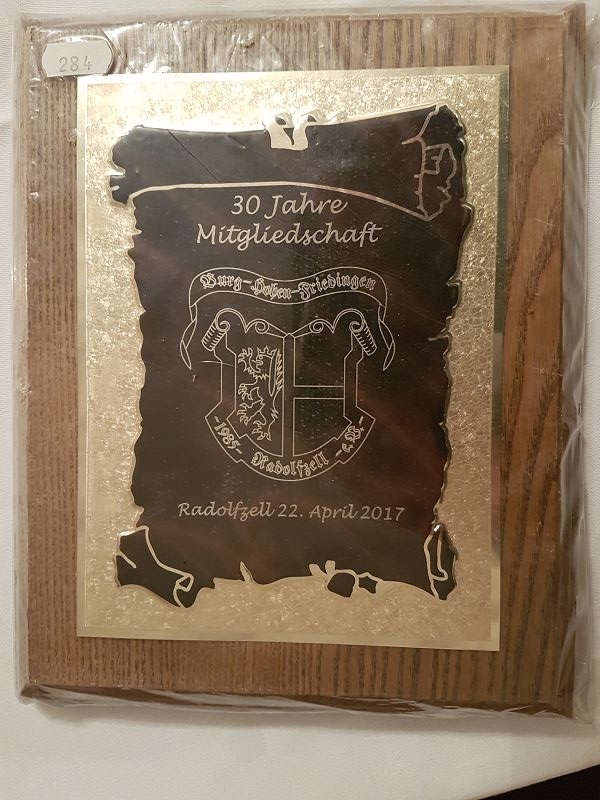 284
30 Jahre
Mitgliedschaft
Burg-Hohen-Friedingen
-1985- Radolfzell -e.V.-
Radolfzell 22. April 2017